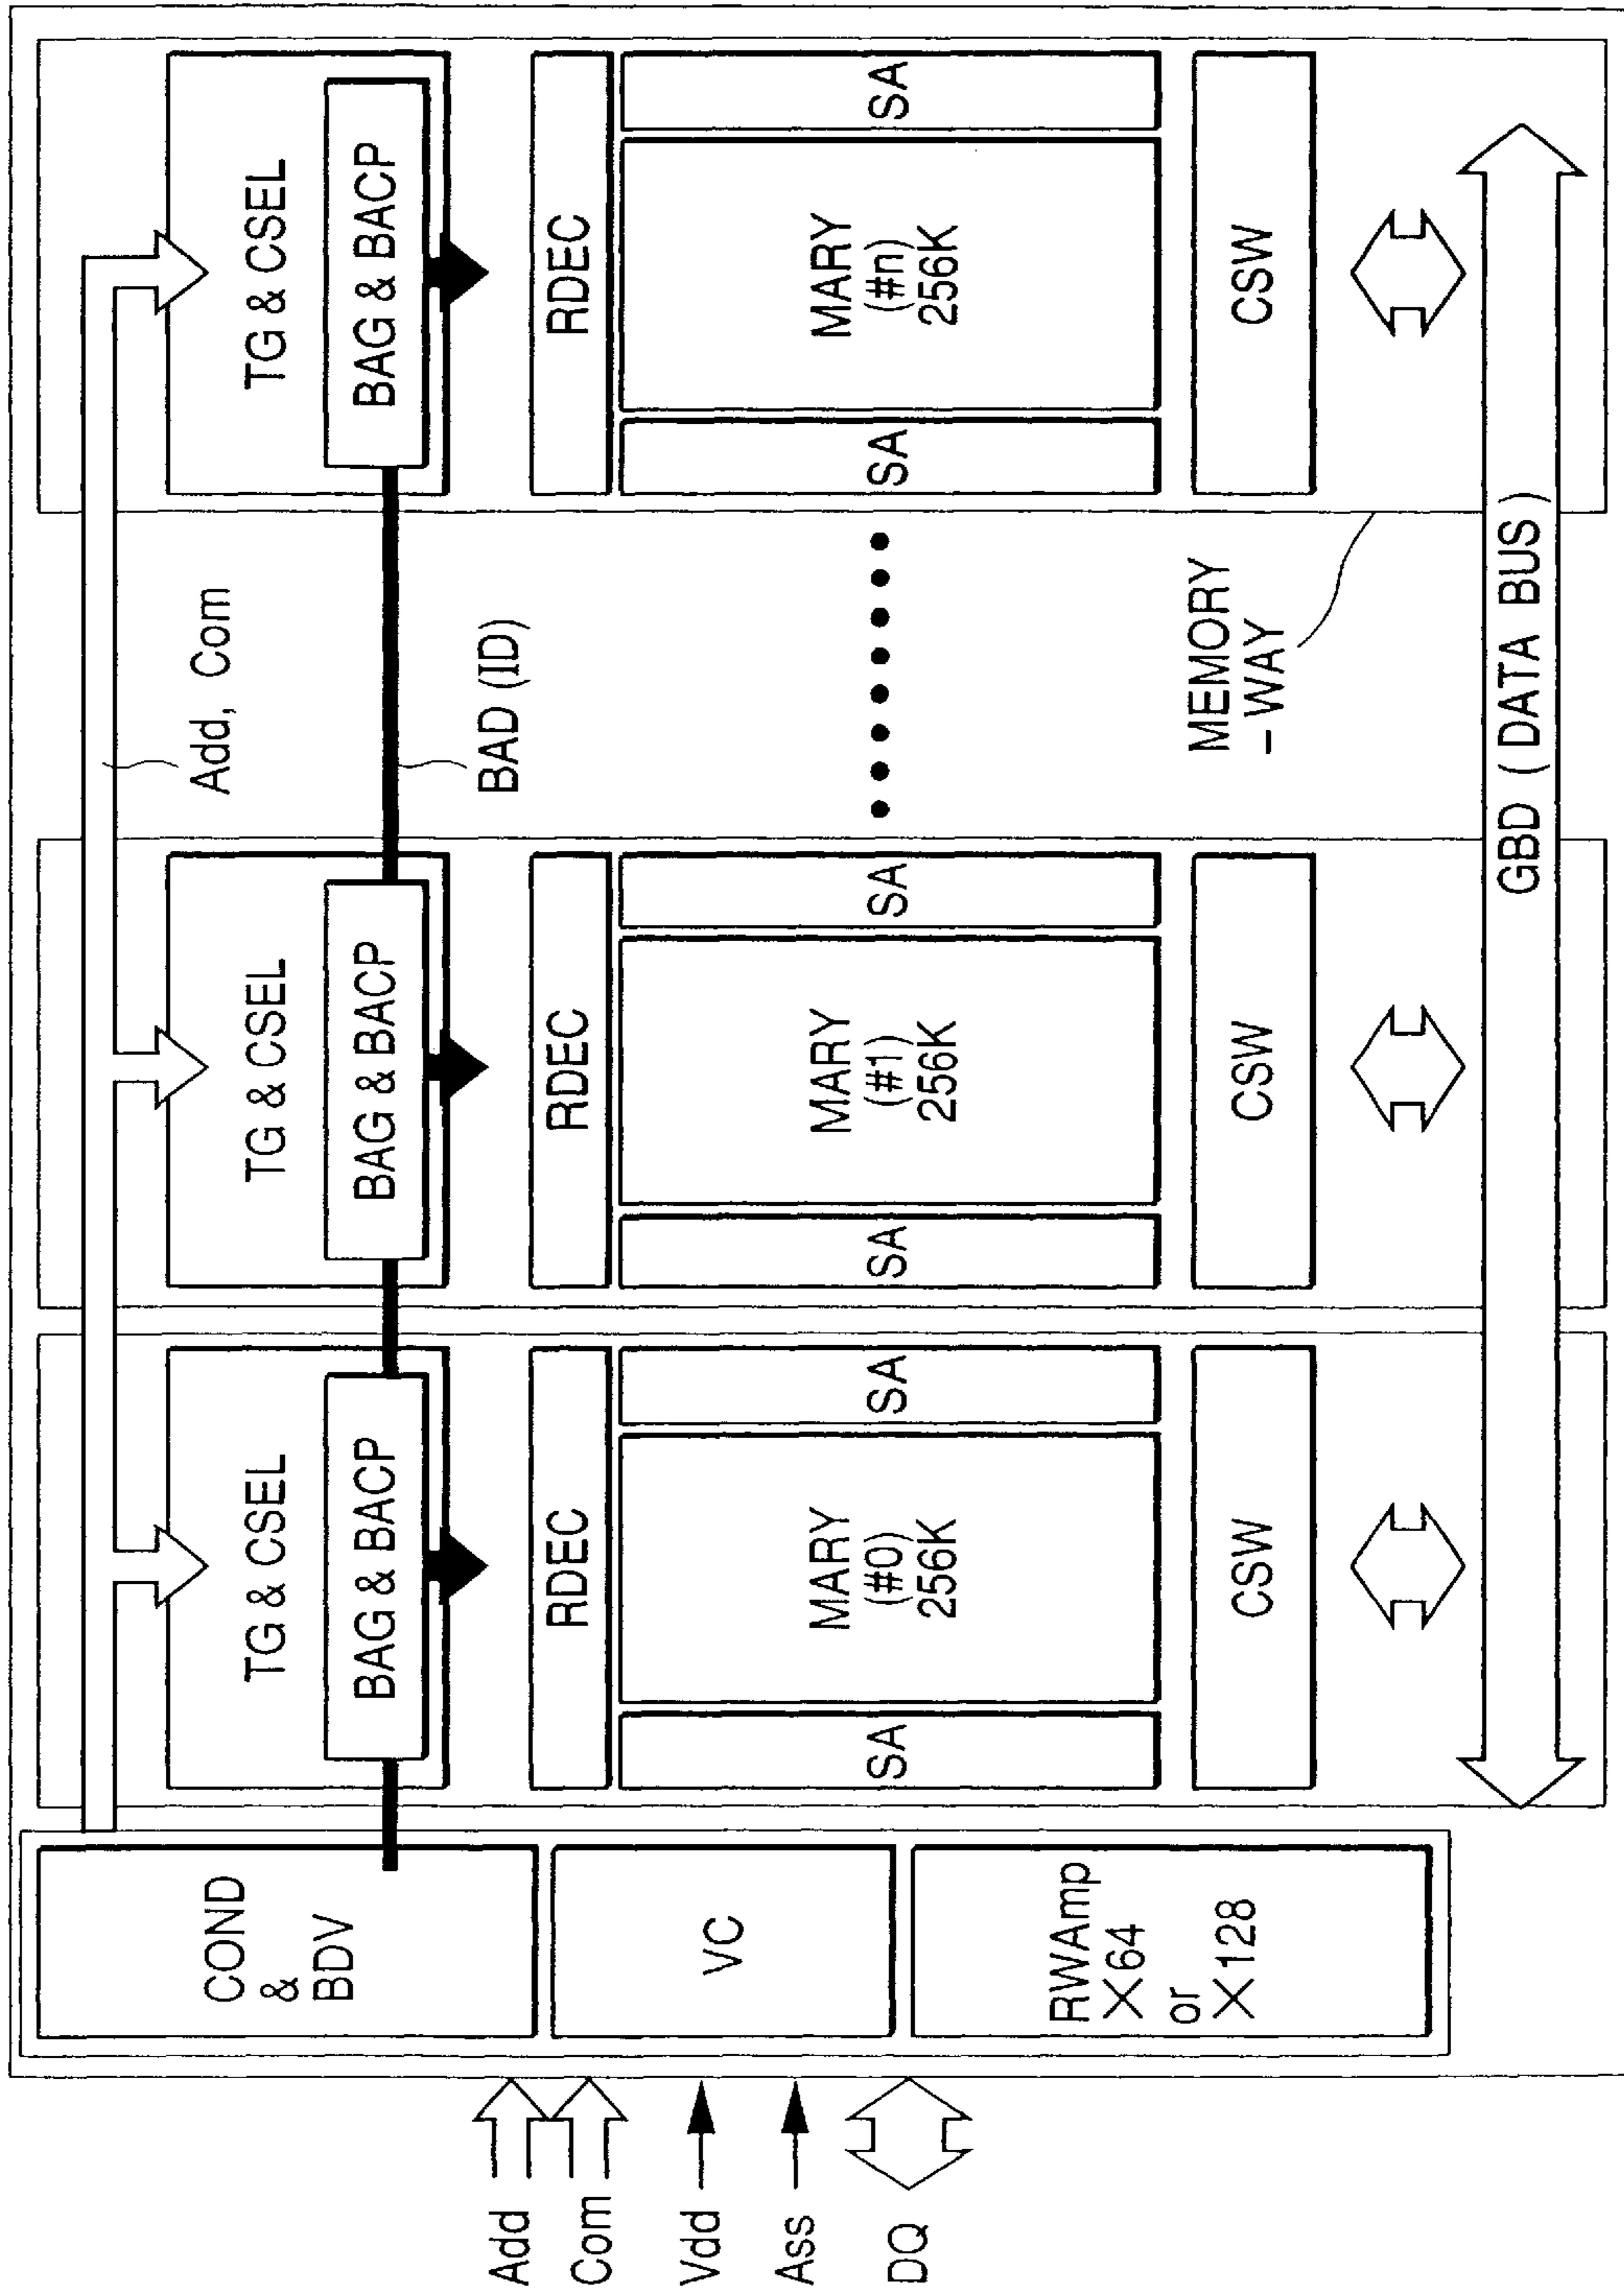 Add
Com
Vdd
Ass
DQ
COND
&
BDV
VC
RWAmp
×64
or
×128
TG & CSEL
BAG & BACP
RDEC
SA
MARY
(#0)
256K
SA
CSW
TG & CSEL
BAG & BACP
RDEC
SA
MARY
(#1)
256K
SA
CSW
Add, Com
BAD (ID)
MEMORY
-WAY
TG & CSEL
BAG & BACP
RDEC
SA
MARY
(#n)
256K
SA
CSW
GBD ( DATA BUS )